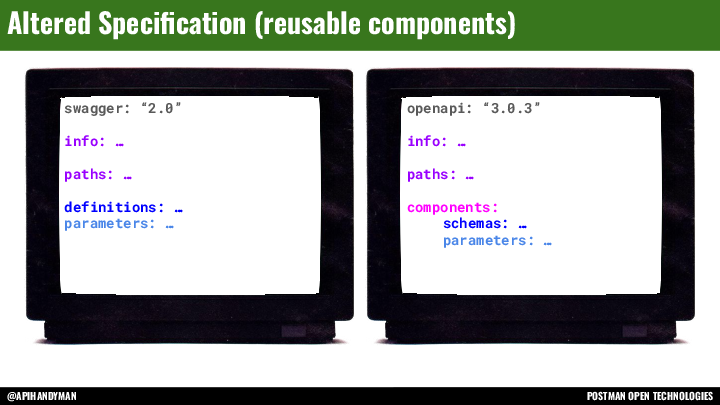 Altered Specification (reusable components)
swagger: “2.0”
info: …
paths: …
definitions: …
parameters: …
openapi: “3.0.3”
info: …
paths: …
components:
schemas: …
parameters: …
@APIHANDYMAN
POSTMAN OPEN TECHNOLOGIES